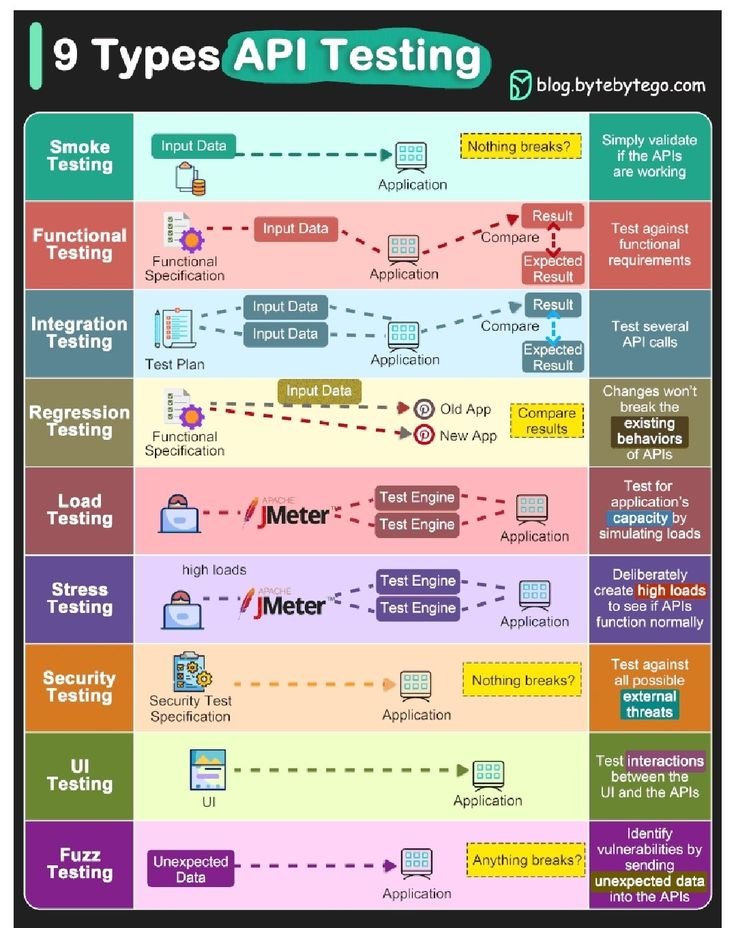 9 Types API Testing
blog.bytebytego.com
Smoke
Testing
Input Data
Application
Nothing breaks?
Simply validate
if the APIs
are working
Functional
Testing
Functional
Specification
Input Data
Application
Compare
Result
Expected
Result
Test against
functional
requirements
Integration
Testing
Test Plan
Input Data
Input Data
Application
Compare
Result
Expected
Result
Test several
API calls
Regression
Testing
Functional
Specification
Input Data
Old App
New App
Compare
results
Changes won't
break the
existing
behaviors
of APIs
Load
Testing
APACHE
JMeter™
Test Engine
Test Engine
Application
Test for
application's
capacity by
simulating loads
Stress
Testing
high loads
APACHE
JMeter™
Test Engine
Test Engine
Application
Deliberately
create high loads
to see if APIs
function normally
Security
Testing
Security Test
Specification
Application
Nothing breaks?
Test against
all possible
external
threats
UI
Testing
UI
Application
Test interactions
between the
UI and the APIs
Fuzz
Testing
Unexpected
Data
Application
Anything breaks?
Identify
vulnerabilities by
sending
unexpected data
into the APIs